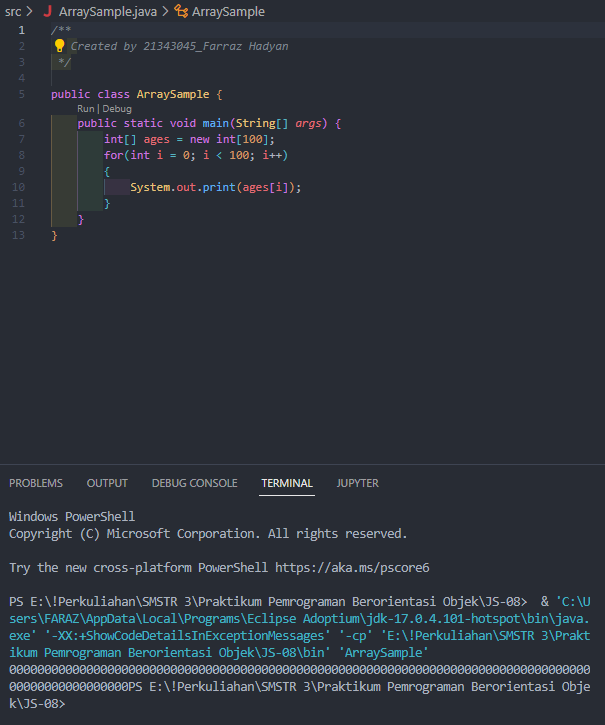 src > J ArraySample.java > ArraySample
1 /**
2 Created by 21343045_Farraz Hadyan
3 */
4
5 public class ArraySample {
Run | Debug
6 public static void main(String[] args) {
7 int[] ages = new int[100];
8 for(int i = 0; i < 100; i++)
9 {
10 System.out.print(ages[i]);
11 }
12 }
13 }
PROBLEMS OUTPUT DEBUG CONSOLE TERMINAL JUPYTER
Windows PowerShell
Copyright (C) Microsoft Corporation. All rights reserved.
Try the new cross-platform PowerShell https://aka.ms/pscore6
PS E:\!Perkuliahan\SMSTR 3\Praktikum Pemrograman Berorientasi Objek\JS-08> & 'C:\U
sers\FARAZ\AppData\Local\Programs\Eclipse Adoptium\jdk-17.0.4.101-hotspot\bin\java.
exe' '-XX:+ShowCodeDetailsInExceptionMessages' '-cp' 'E:\!Perkuliahan\SMSTR 3\Prakt
ikum Pemrograman Berorientasi Objek\JS-08\bin' 'ArraySample'
00000000000000000000000000000000000000000000000000000000000000000000000000000000000
00000000000000000PS E:\!Perkuliahan\SMSTR 3\Praktikum Pemrograman Berorientasi Obje
k\JS-08>